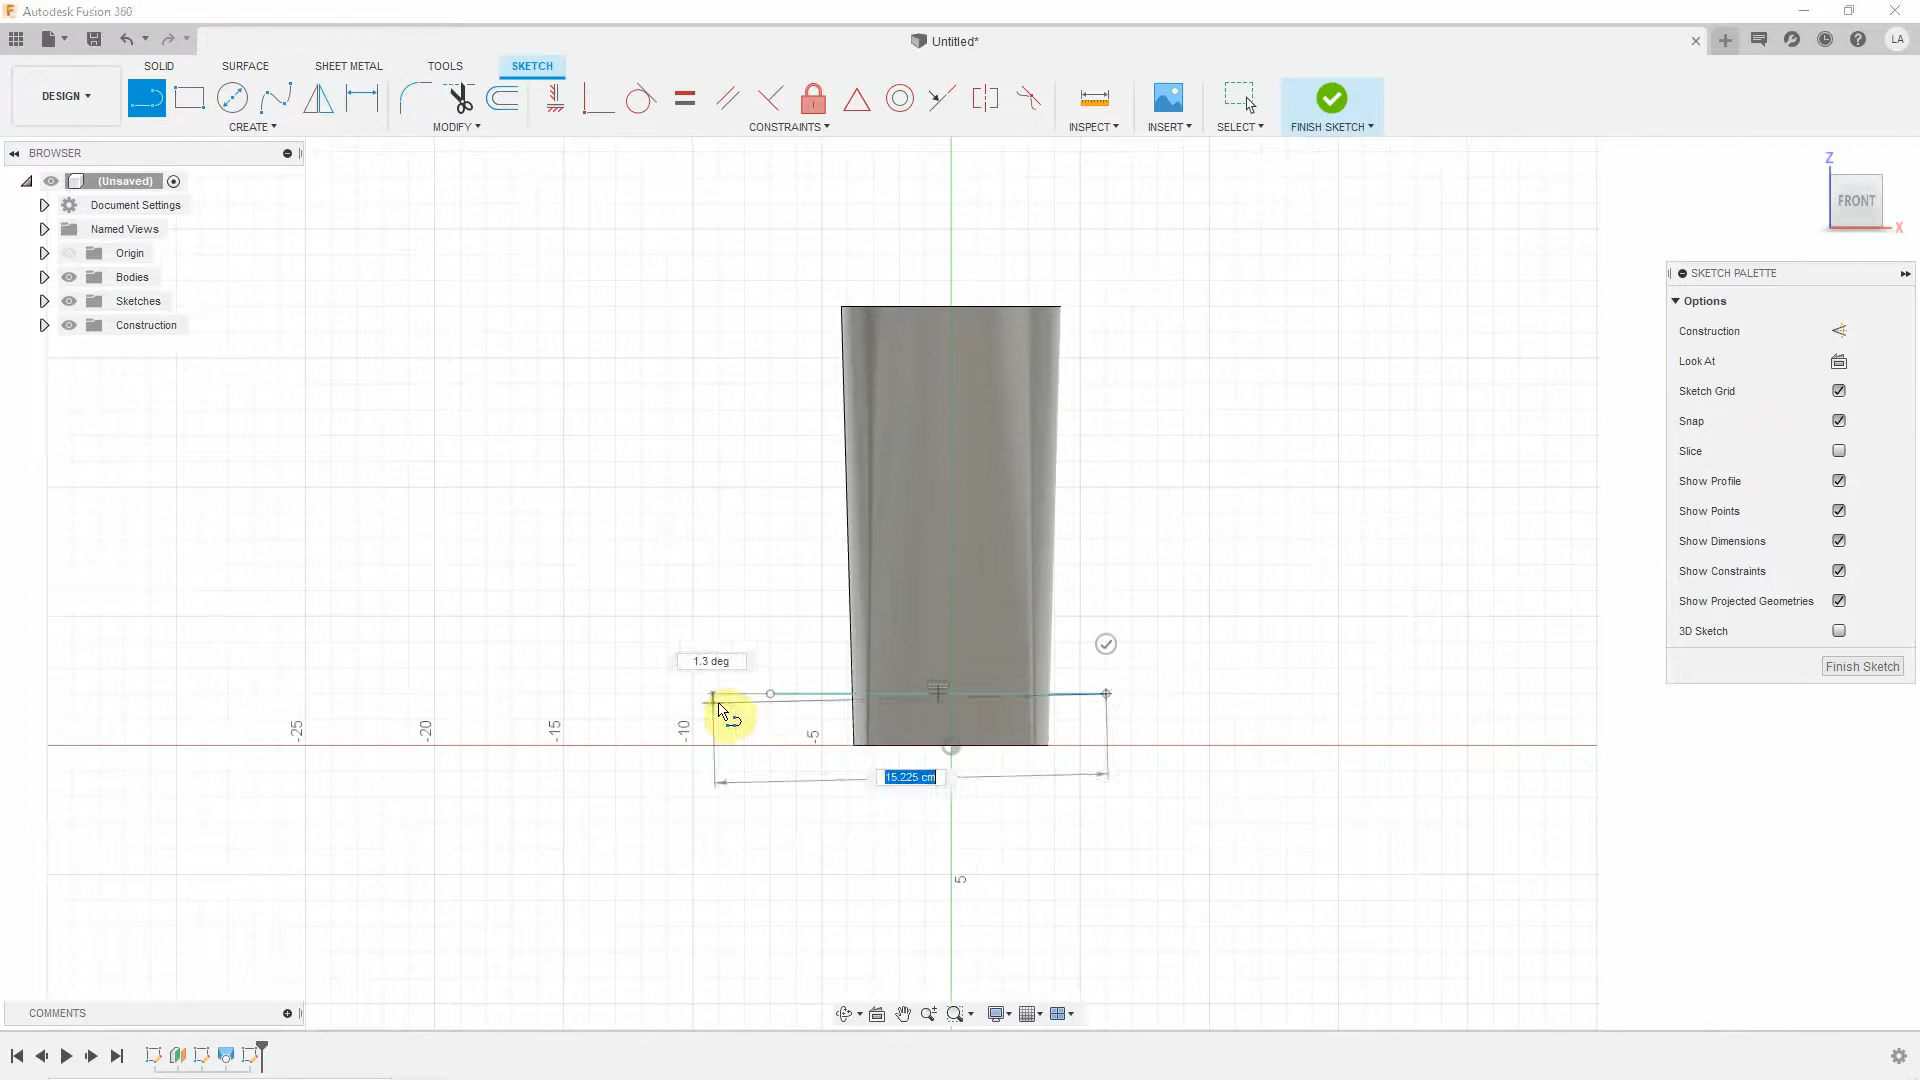 Autodesk Fusion 360
Untitled*
LA
SOLID
SURFACE
SHEET METAL
TOOLS
SKETCH
DESIGN
CREATE
MODIFY
CONSTRAINTS
INSPECT
INSERT
SELECT
FINISH SKETCH
BROWSER
(Unsaved)
Document Settings
Named Views
Origin
Bodies
Sketches
Construction
Z
FRONT
X
SKETCH PALETTE
Options
Construction
Look At
Sketch Grid
Snap
Slice
Show Profile
Show Points
Show Dimensions
Show Constraints
Show Projected Geometries
3D Sketch
Finish Sketch
1.3 deg
-25
-20
-15
-10
-5
15.225 cm
5
COMMENTS